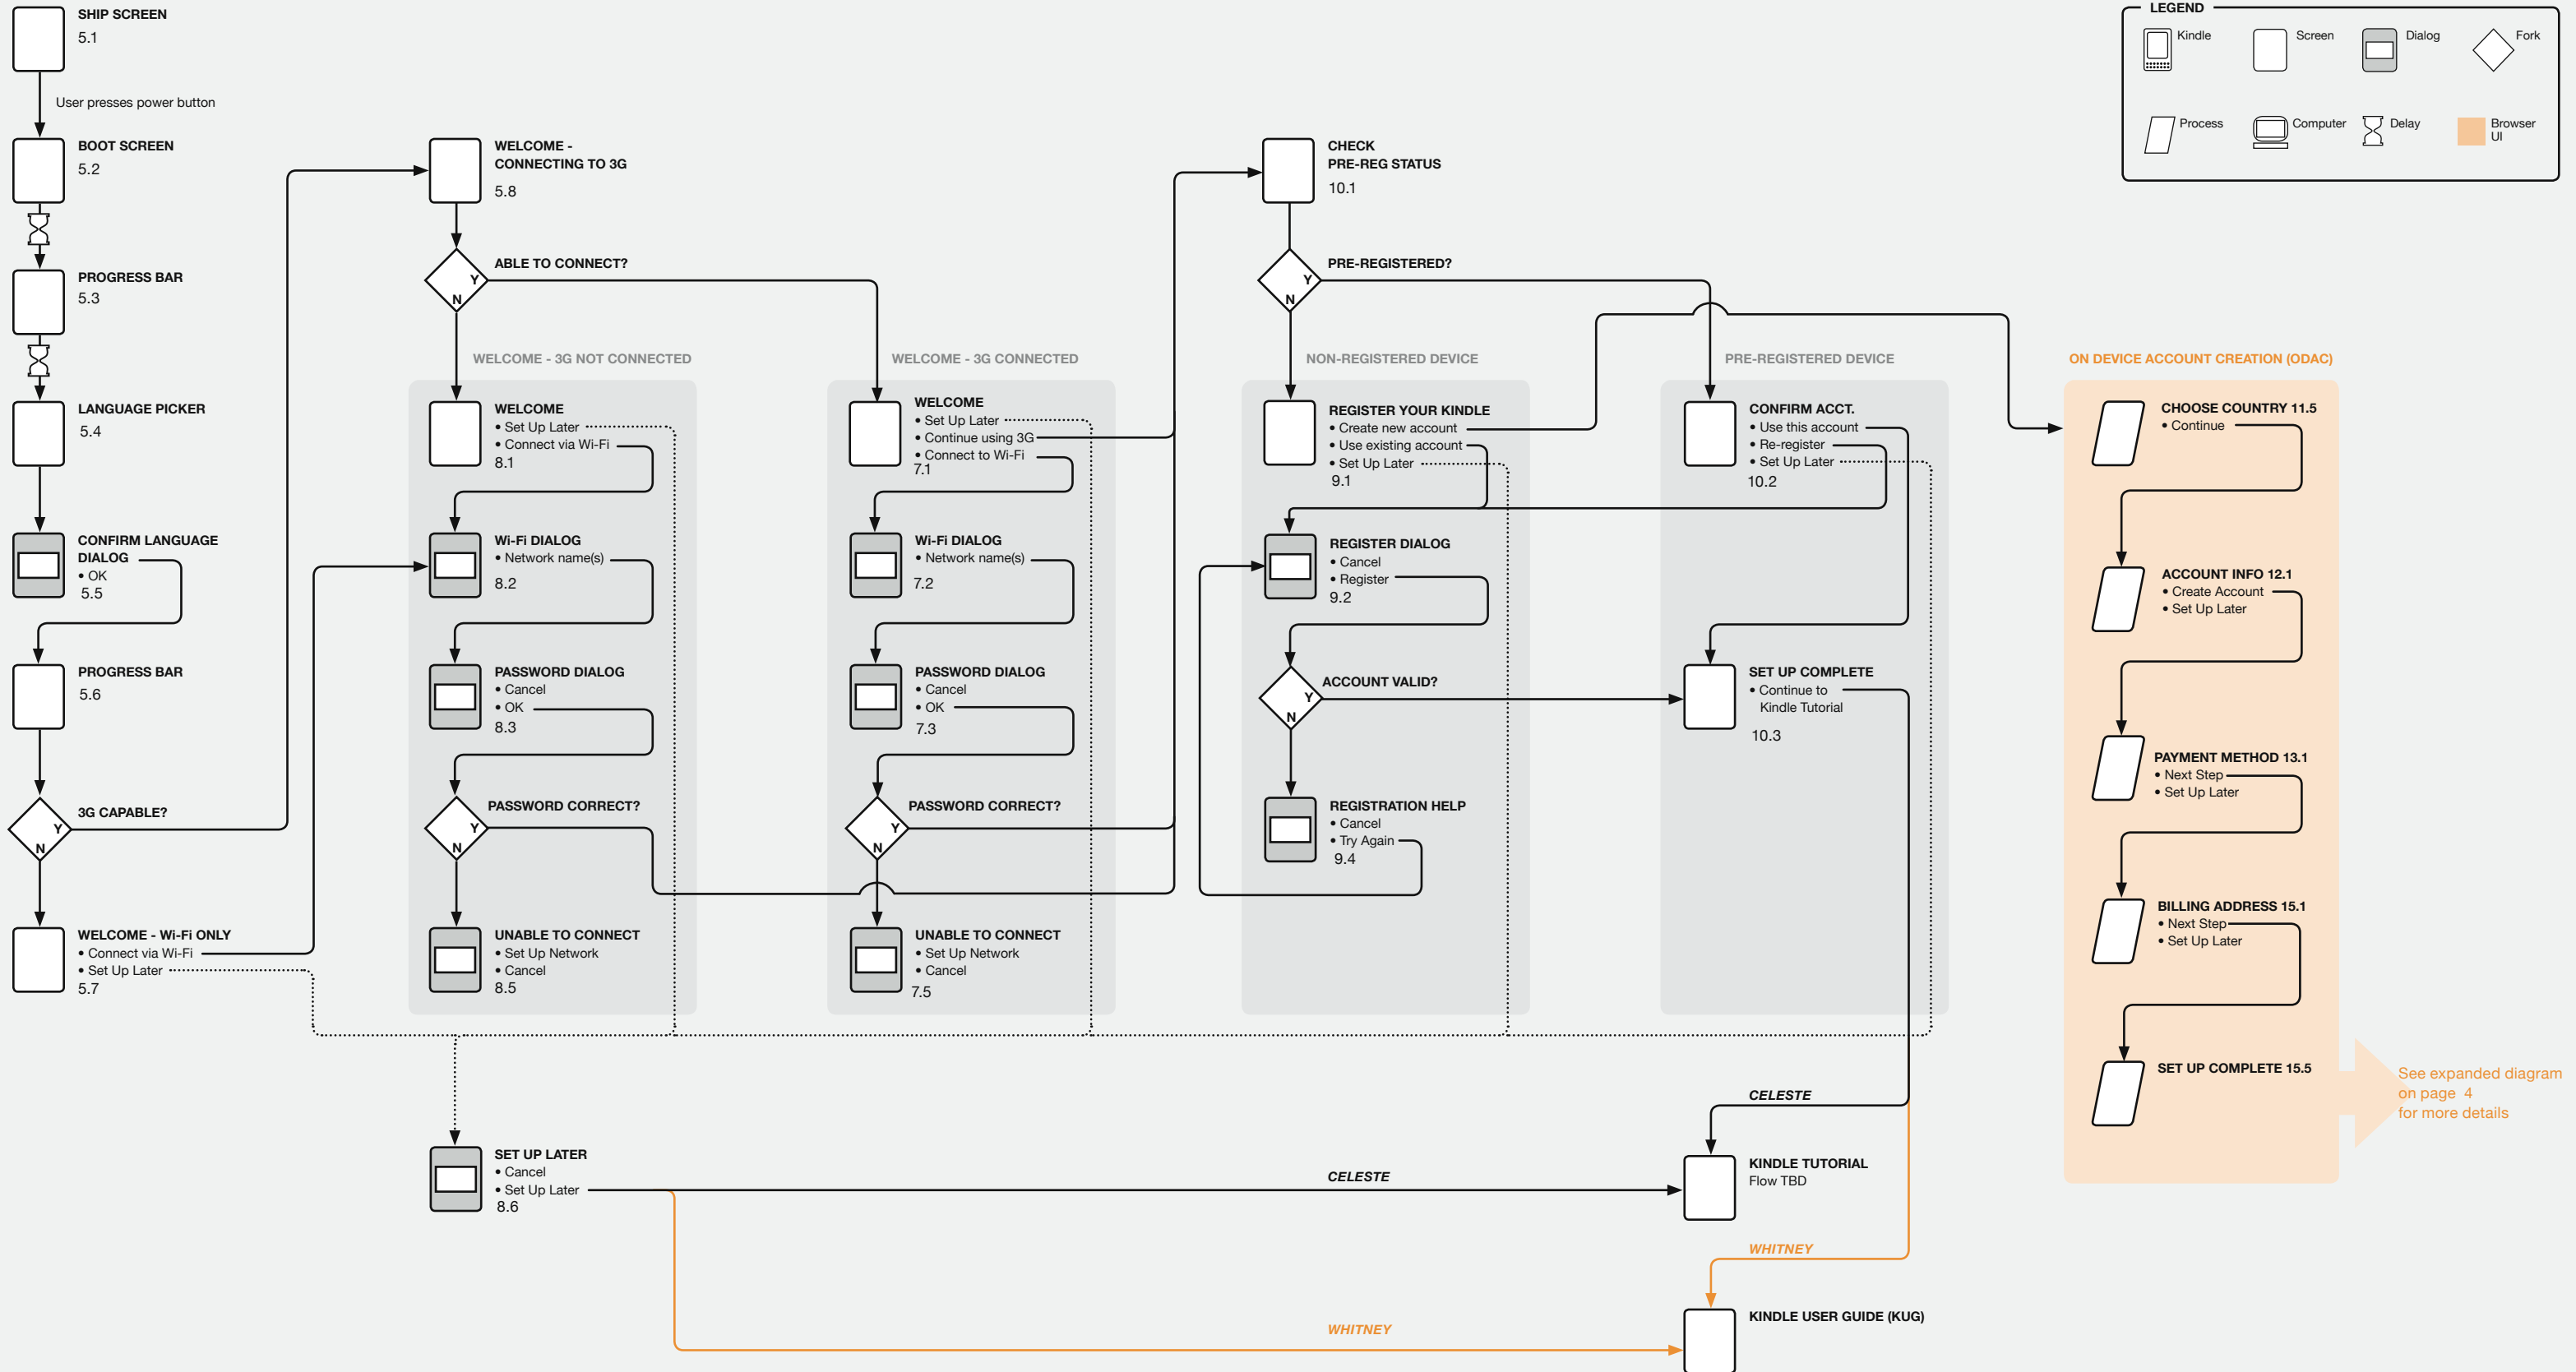 SHIP SCREEN
5.1
User presses power button
BOOT SCREEN
5.2
PROGRESS BAR
5.3
LANGUAGE PICKER
5.4
CONFIRM LANGUAGE
DIALOG
• OK
5.5
PROGRESS BAR
5.6
3G CAPABLE?
Y
N
WELCOME - Wi-Fi ONLY
• Connect via Wi-Fi
• Set Up Later
5.7
WELCOME -
CONNECTING TO 3G
5.8
ABLE TO CONNECT?
Y
N
WELCOME - 3G NOT CONNECTED
WELCOME
• Set Up Later
• Connect via Wi-Fi
8.1
Wi-Fi DIALOG
• Network name(s)
8.2
PASSWORD DIALOG
• Cancel
• OK
8.3
PASSWORD CORRECT?
Y
N
UNABLE TO CONNECT
• Set Up Network
• Cancel
8.5
SET UP LATER
• Cancel
• Set Up Later
8.6
WELCOME - 3G CONNECTED
WELCOME
• Set Up Later
• Continue using 3G
• Connect to Wi-Fi
7.1
Wi-Fi DIALOG
• Network name(s)
7.2
PASSWORD DIALOG
• Cancel
• OK
7.3
PASSWORD CORRECT?
Y
N
UNABLE TO CONNECT
• Set Up Network
• Cancel
7.5
CHECK
PRE-REG STATUS
10.1
PRE-REGISTERED?
Y
N
NON-REGISTERED DEVICE
REGISTER YOUR KINDLE
• Create new account
• Use existing account
• Set Up Later
9.1
REGISTER DIALOG
• Cancel
• Register
9.2
ACCOUNT VALID?
Y
N
REGISTRATION HELP
• Cancel
• Try Again
9.4
CELESTE
WHITNEY
PRE-REGISTERED DEVICE
CONFIRM ACCT.
• Use this account
• Re-register
• Set Up Later
10.2
SET UP COMPLETE
• Continue to
Kindle Tutorial
10.3
CELESTE
KINDLE TUTORIAL
Flow TBD
WHITNEY
KINDLE USER GUIDE (KUG)
LEGEND
Kindle
Screen
Dialog
Fork
Process
Computer
Delay
Browser
UI
ON DEVICE ACCOUNT CREATION (ODAC)
CHOOSE COUNTRY 11.5
• Continue
ACCOUNT INFO 12.1
• Create Account
• Set Up Later
PAYMENT METHOD 13.1
• Next Step
• Set Up Later
BILLING ADDRESS 15.1
• Next Step
• Set Up Later
SET UP COMPLETE 15.5
See expanded diagram
on page 4
for more details